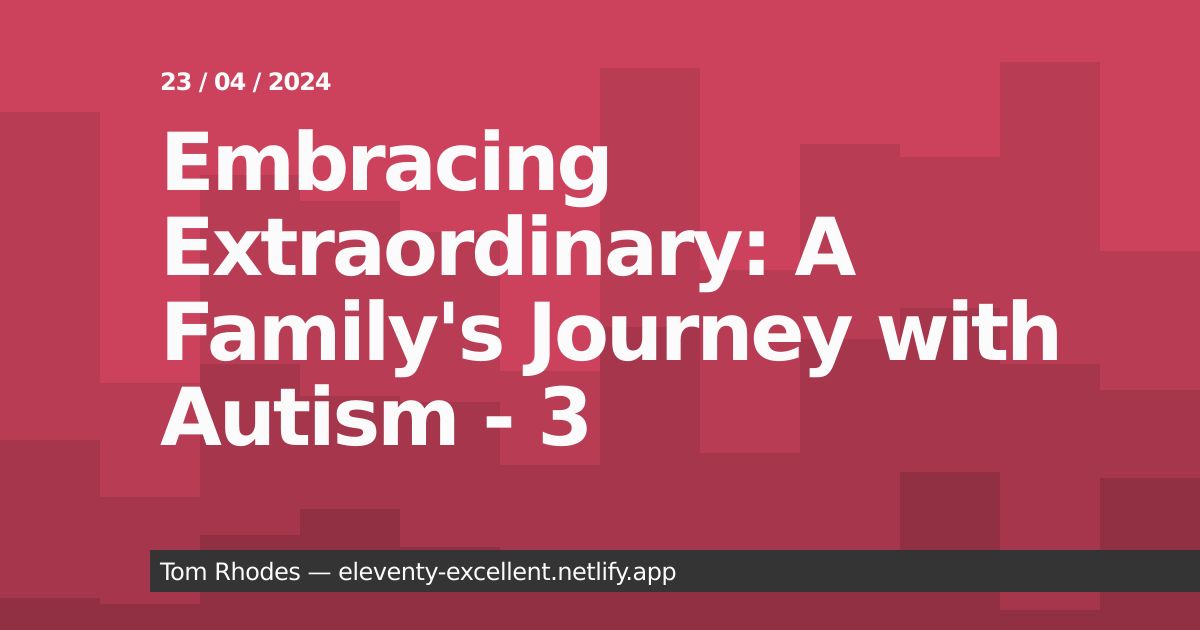 23 / 04 / 2024
Embracing
Extraordinary: A
Family's Journey with
Autism - 3
Tom Rhodes — eleventy-excellent.netlify.app